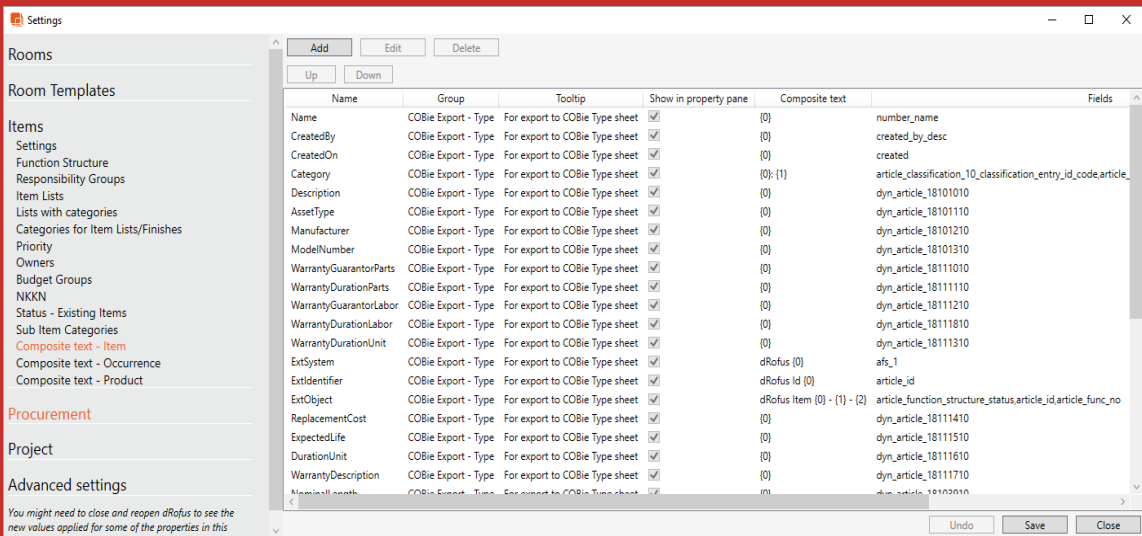 Settings
Rooms
Room Templates
Items
Settings
Function Structure
Responsibility Groups
Item Lists
Lists with categories
Categories for Item Lists/Finishes
Priority
Owners
Budget Groups
NKKN
Status - Existing Items
Sub Item Categories
Composite text - Item
Composite text - Occurrence
Composite text - Product
Procurement
Project
Advanced settings
You might need to close and reopen dRofus to see the
new values applied for some of the properties in this
Add Edit Delete
Up Down
Name Group Tooltip Show in property pane Composite text Fields
Name COBie Export - Type For export to COBie Type sheet {0} number_name
CreatedBy COBie Export - Type For export to COBie Type sheet {0} created_by_desc
CreatedOn COBie Export - Type For export to COBie Type sheet {0} created
Category COBie Export - Type For export to COBie Type sheet {0}: {1} article_classification_10_classification_entry_id_code,article_
Description COBie Export - Type For export to COBie Type sheet {0} dyn_article_18101010
AssetType COBie Export - Type For export to COBie Type sheet {0} dyn_article_18101110
Manufacturer COBie Export - Type For export to COBie Type sheet {0} dyn_article_18101210
ModelNumber COBie Export - Type For export to COBie Type sheet {0} dyn_article_18101310
WarrantyGuarantorParts COBie Export - Type For export to COBie Type sheet {0} dyn_article_18111010
WarrantyDurationParts COBie Export - Type For export to COBie Type sheet {0} dyn_article_18111110
WarrantyGuarantorLabor COBie Export - Type For export to COBie Type sheet {0} dyn_article_18111210
WarrantyDurationLabor COBie Export - Type For export to COBie Type sheet {0} dyn_article_18111810
WarrantyDurationUnit COBie Export - Type For export to COBie Type sheet {0} dyn_article_18111310
ExtSystem COBie Export - Type For export to COBie Type sheet dRofus {0} afs_1
ExtIdentifier COBie Export - Type For export to COBie Type sheet dRofus Id {0} article_id
ExtObject COBie Export - Type For export to COBie Type sheet dRofus Item {0} - {1} - {2} article_function_structure_status,article_id,article_func_no
ReplacementCost COBie Export - Type For export to COBie Type sheet {0} dyn_article_18111410
ExpectedLife COBie Export - Type For export to COBie Type sheet {0} dyn_article_18111510
DurationUnit COBie Export - Type For export to COBie Type sheet {0} dyn_article_18111610
WarrantyDescription COBie Export - Type For export to COBie Type sheet {0} dyn_article_18111710
NominalLength COBie Export - Type For export to COBie Type sheet {0} dyn_article_18102010
Undo Save Close